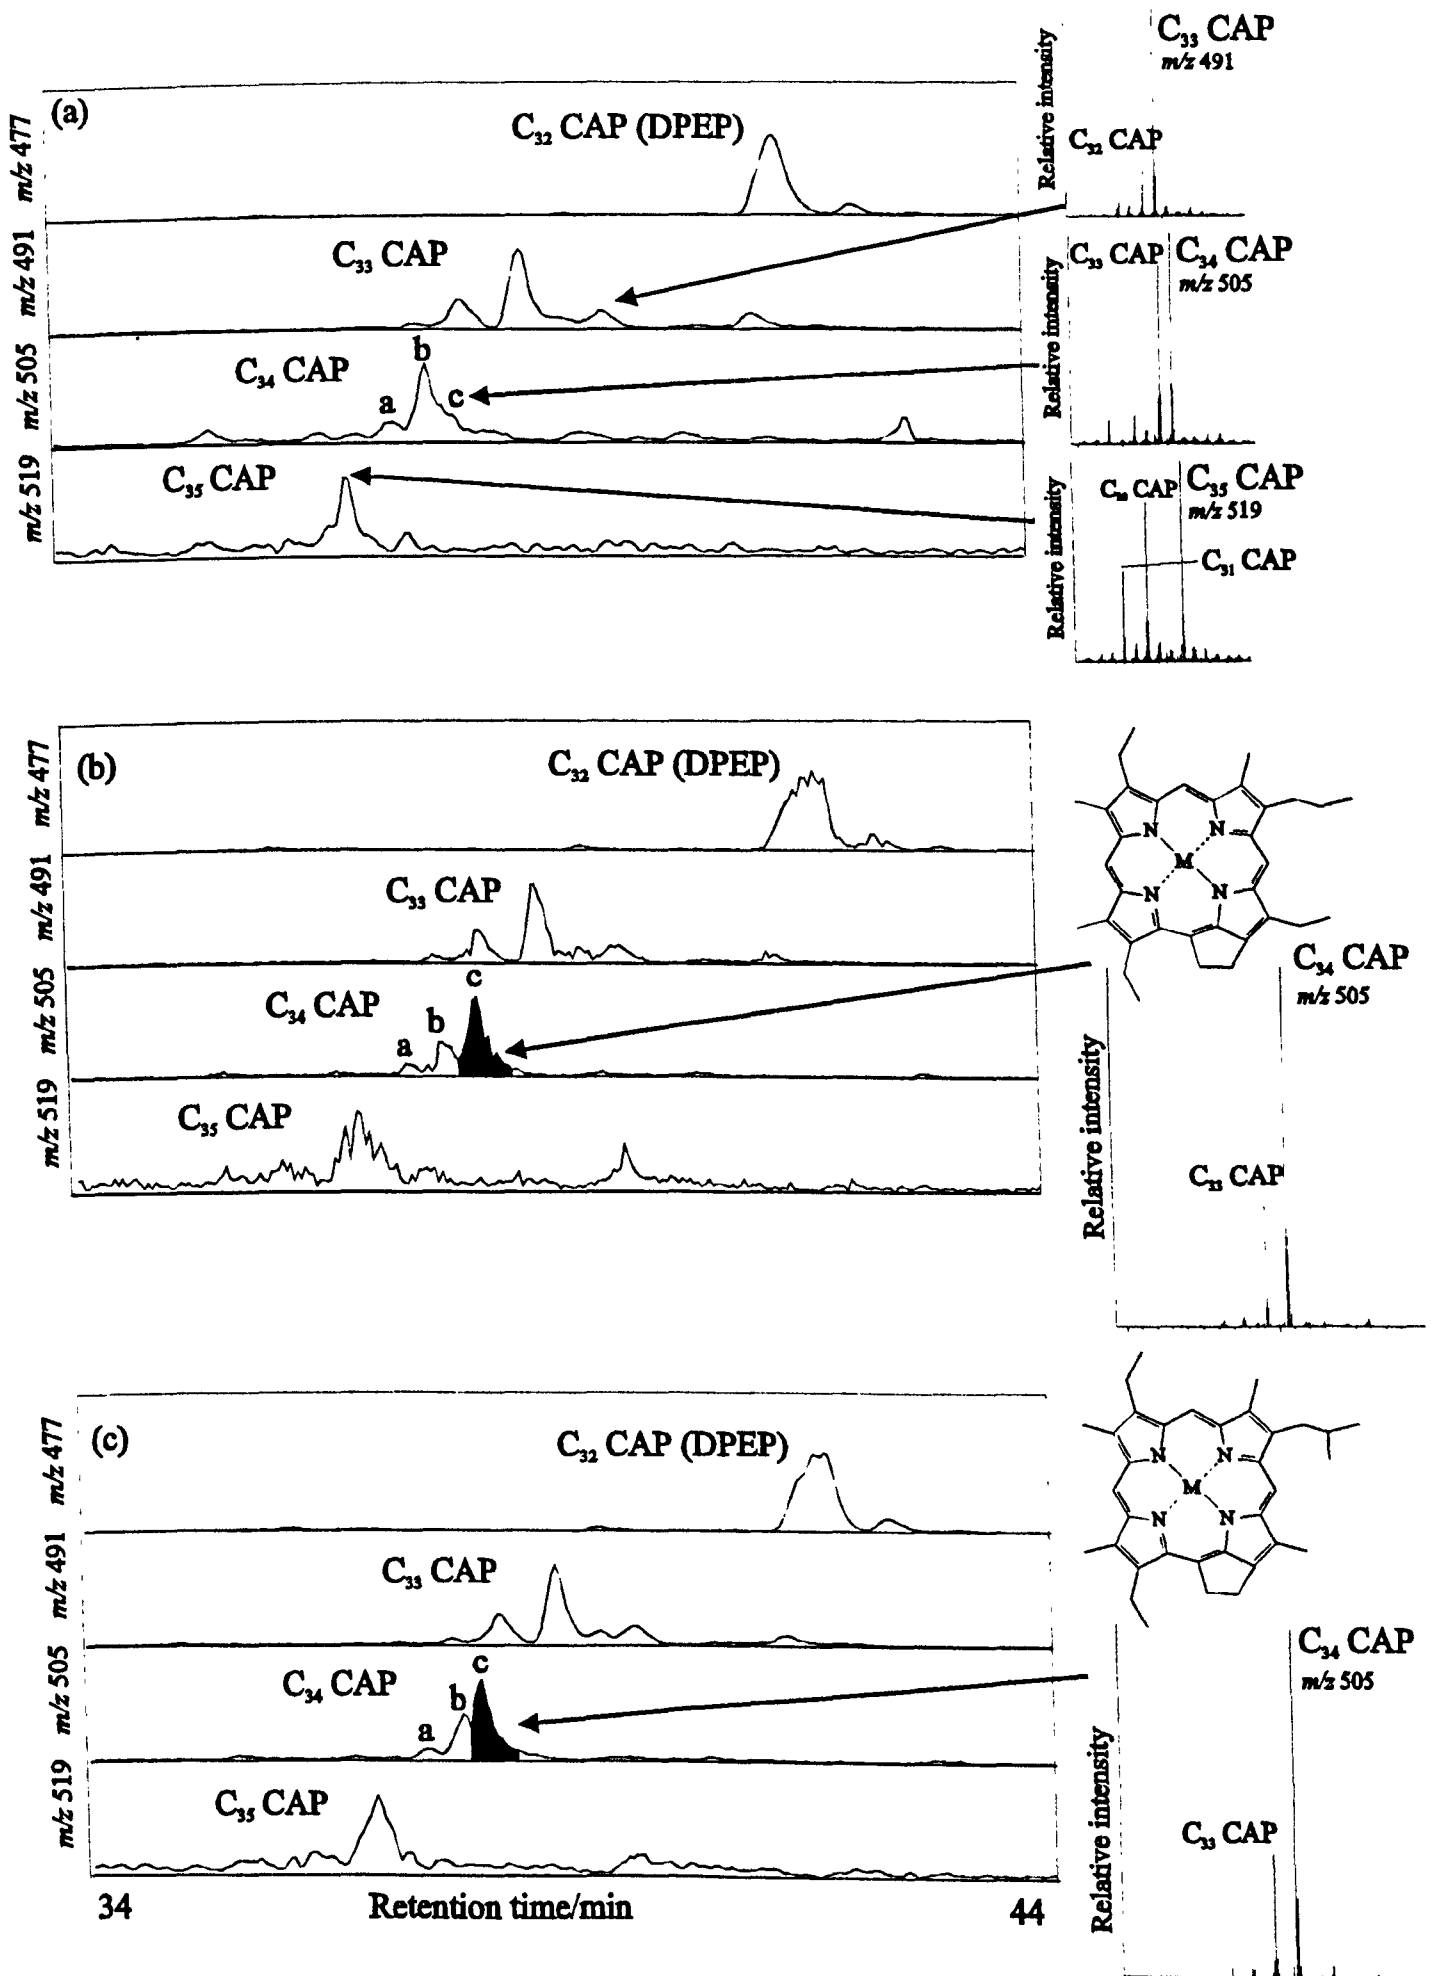 (a)
m/z 477
C₃₂ CAP (DPEP)
m/z 491
C₃₃ CAP
m/z 505
C₃₄ CAP
a
b
c
m/z 519
C₃₅ CAP
Relative intensity
C₃₃ CAP
m/z 491
C₃₂ CAP
Relative intensity
C₃₃ CAP
C₃₄ CAP
m/z 505
Relative intensity
CAP
C₃₅ CAP
m/z 519
C₃₁ CAP
(b)
m/z 477
C₃₂ CAP (DPEP)
m/z 491
C₃₃ CAP
m/z 505
C₃₄ CAP
a
b
c
m/z 519
C₃₅ CAP
N
N
M
N
N
C₃₄ CAP
m/z 505
Relative intensity
C₃₃ CAP
(c)
m/z 477
C₃₂ CAP (DPEP)
m/z 491
C₃₃ CAP
m/z 505
C₃₄ CAP
a
b
c
m/z 519
C₃₅ CAP
34
Retention time/min
44
N
N
M
N
N
C₃₄ CAP
m/z 505
Relative intensity
C₃₃ CAP